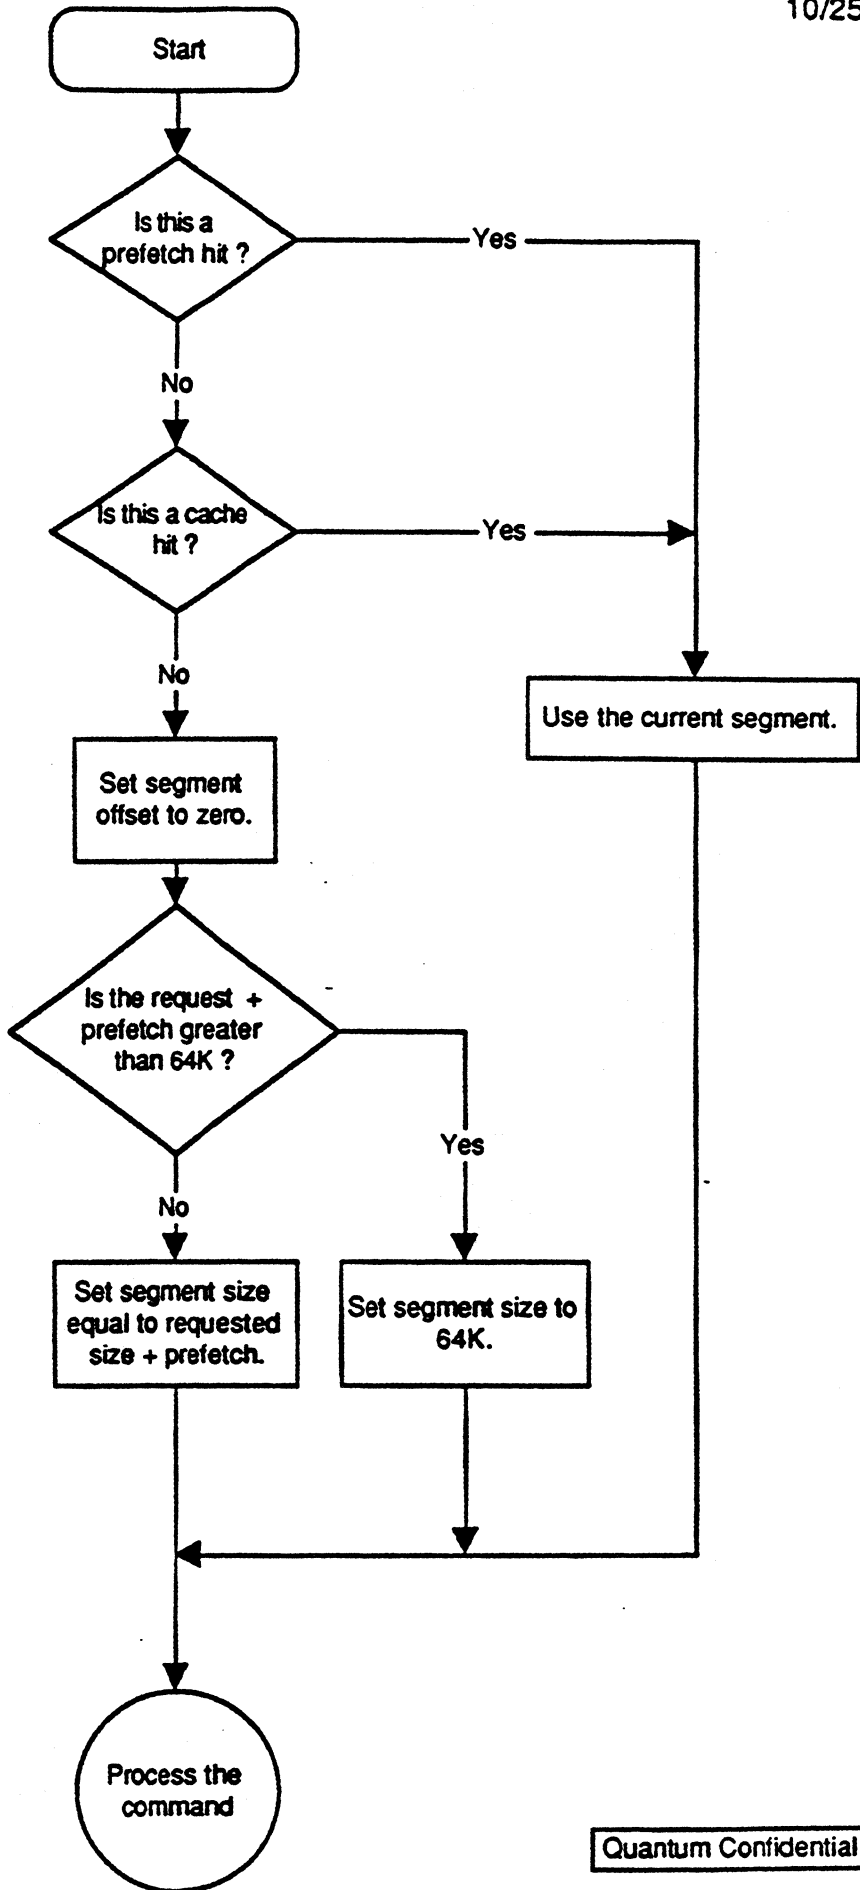 10/25
Start
Is this a
prefetch hit ?
Yes
No
Is this a cache
hit ?
Yes
No
Use the current segment.
Set segment
offset to zero.
Is the request +
prefetch greater
than 64K ?
Yes
No
Set segment size
equal to requested
size + prefetch.
Set segment size to
64K.
Process the
command
Quantum Confidential